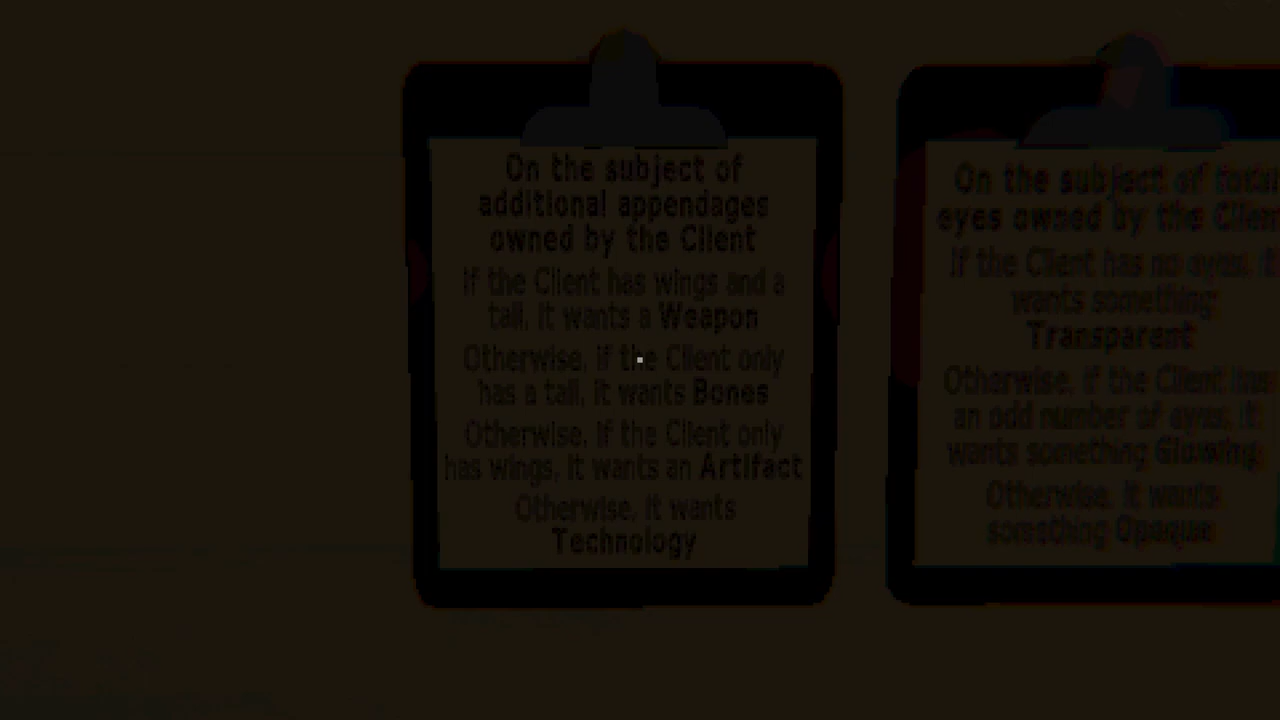 On the subject of
additional appendages
owned by the Client
If the Client has wings and a
tail, it wants a Weapon
Otherwise, if the Client only
has a tail, it wants Bones
Otherwise, if the Client only
has wings, it wants an Artifact
Otherwise, it wants
Technology
On the subject of total
eyes owned by the Client
If the Client has no eyes, it
wants something
Transparent
Otherwise, if the Client has
an odd number of eyes, it
wants something Glowing
Otherwise, it wants
something Opaque